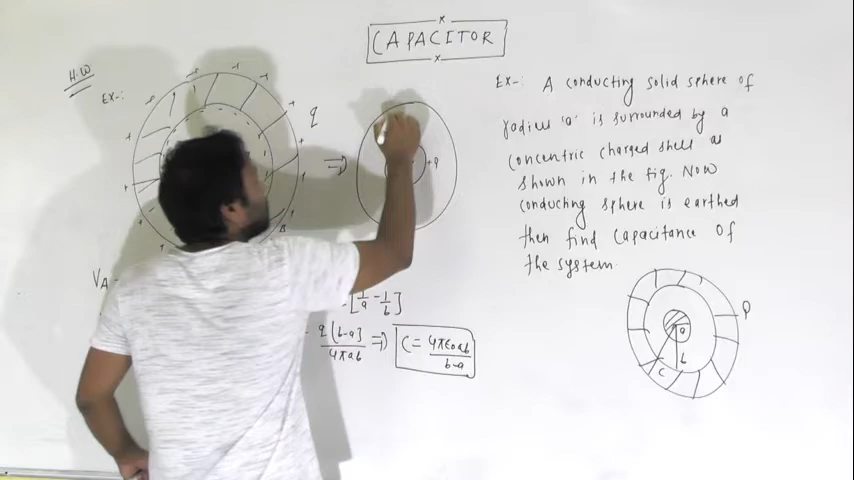 CAPACITOR
H.W
EX-:
q
⇒
V_A -
-[1/a - 1/b]
q[b-a]/4πab ⇒ C = 4πε0ab/b-a
EX-: A conducting solid sphere of
radius 'a' is surrounded by a
concentric charged shell as
shown in the fig. Now
conducting sphere is earthed
then find capacitance of
the system.
Q
a
b
c